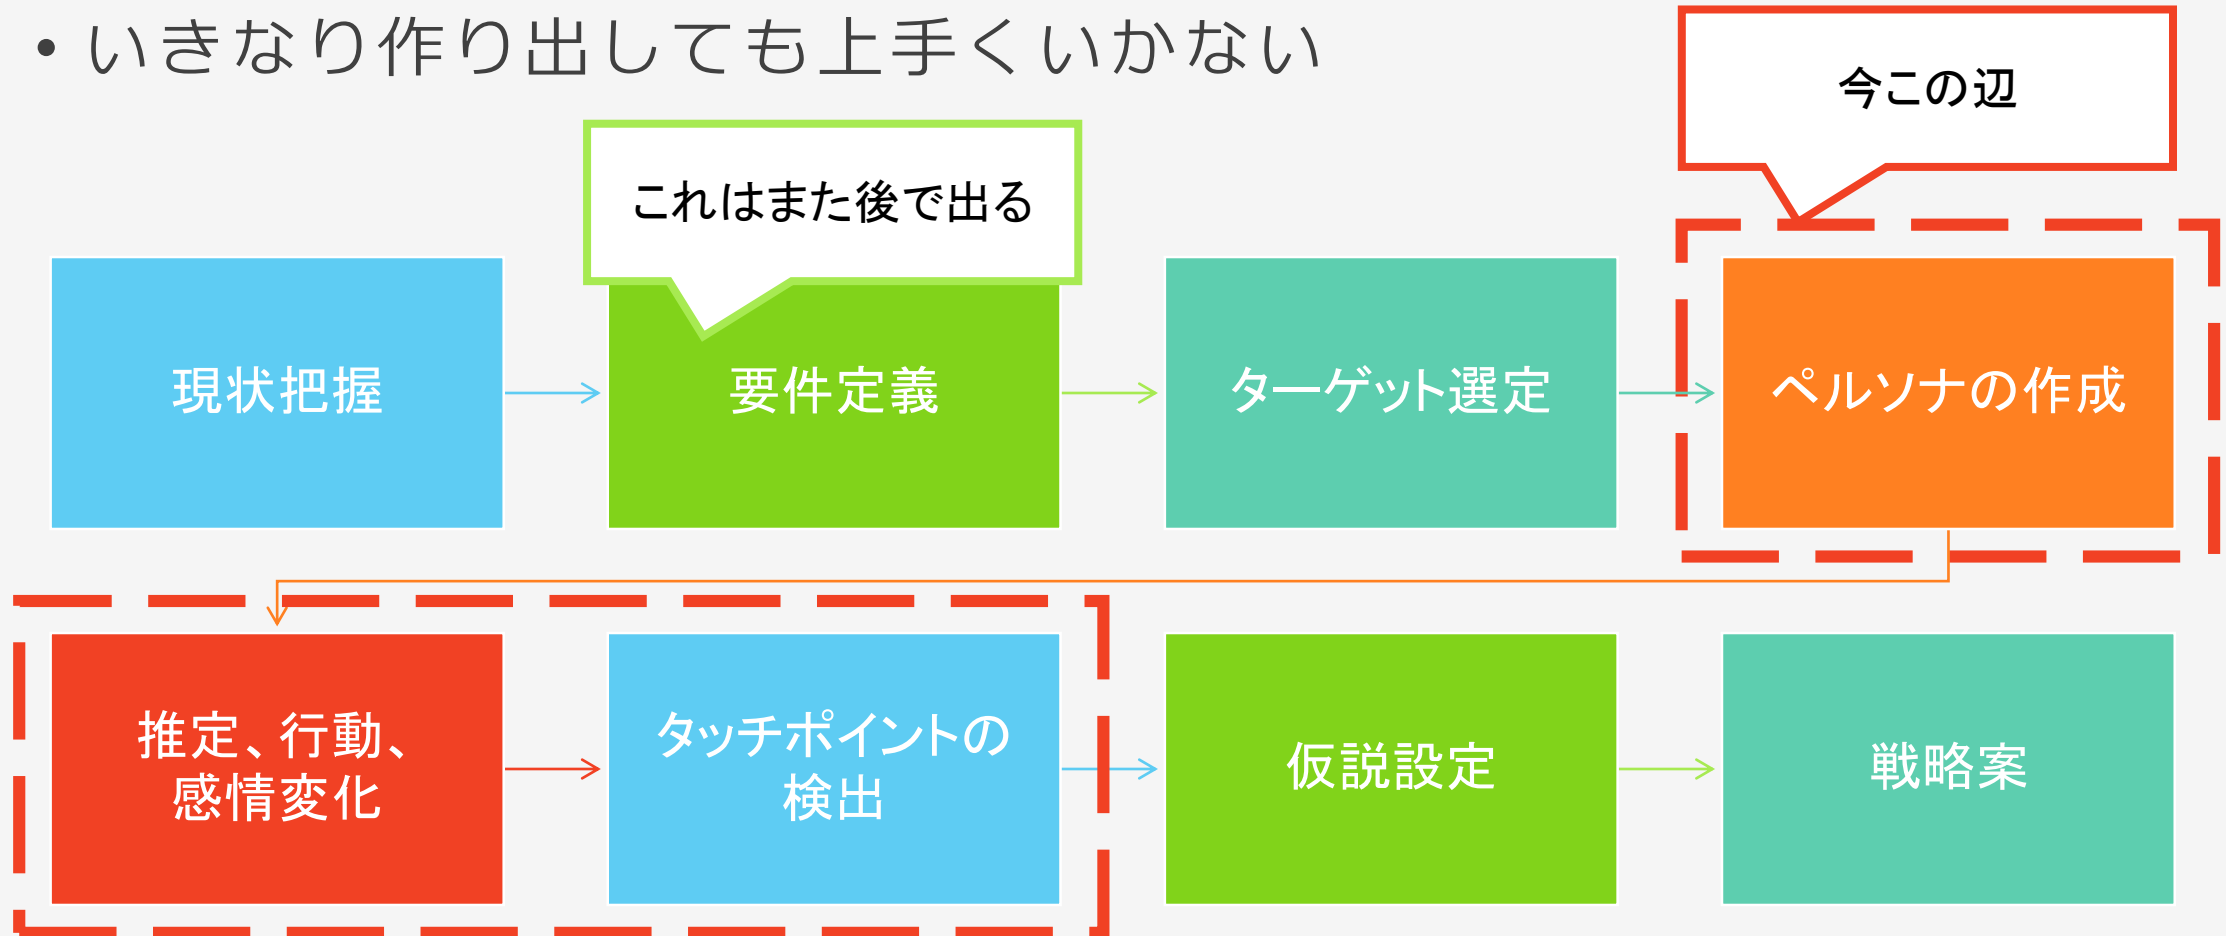 • いきなり作り出しても上手くいかない
今この辺
これはまた後で出る
現状把握
要件定義
ターゲット選定
ペルソナの作成
推定、行動、
感情変化
タッチポイントの
検出
仮説設定
戦略案